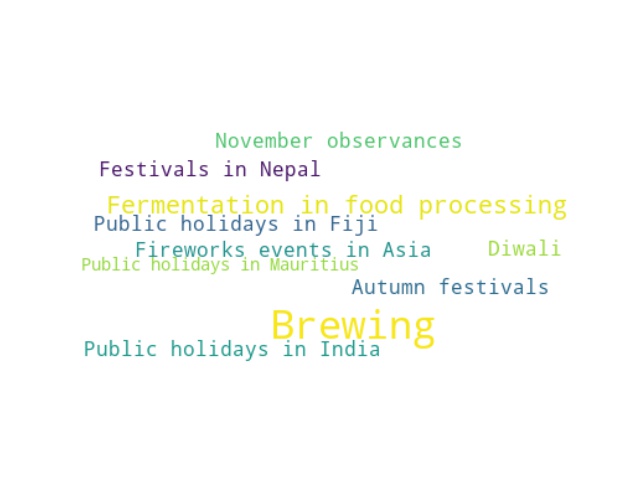 November observances
Festivals in Nepal
Fermentation in food processing
Public holidays in Fiji
Fireworks events in Asia
Diwali
Public holidays in Mauritius
Autumn festivals
Brewing
Public holidays in India